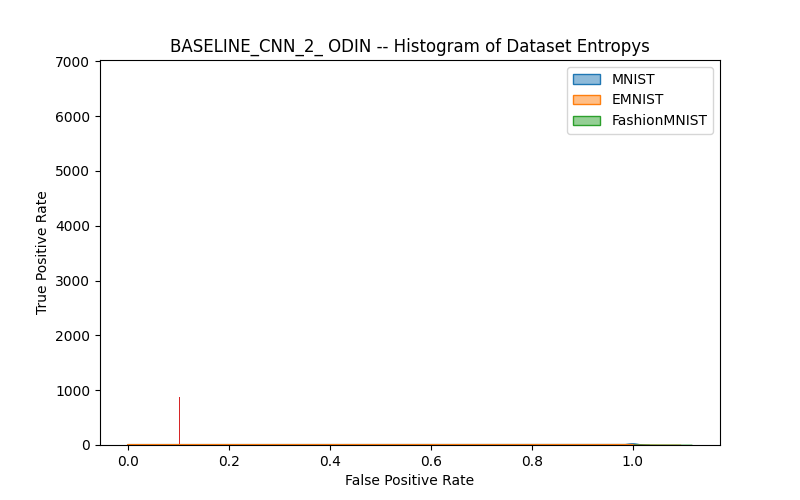 BASELINE_CNN_2_ ODIN -- Histogram of Dataset Entropys
7000
6000
5000
4000
3000
2000
1000
0
True Positive Rate
MNIST
EMNIST
FashionMNIST
0.0 0.2 0.4 0.6 0.8 1.0
False Positive Rate